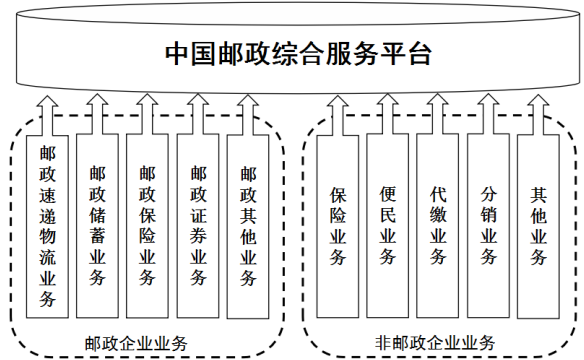 中国邮政综合服务平台
邮政速递物流业务
邮政储蓄业务
邮政保险业务
邮政证券业务
邮政其他业务
保险业务
便民业务
代缴业务
分销业务
其他业务
邮政企业业务
非邮政企业业务